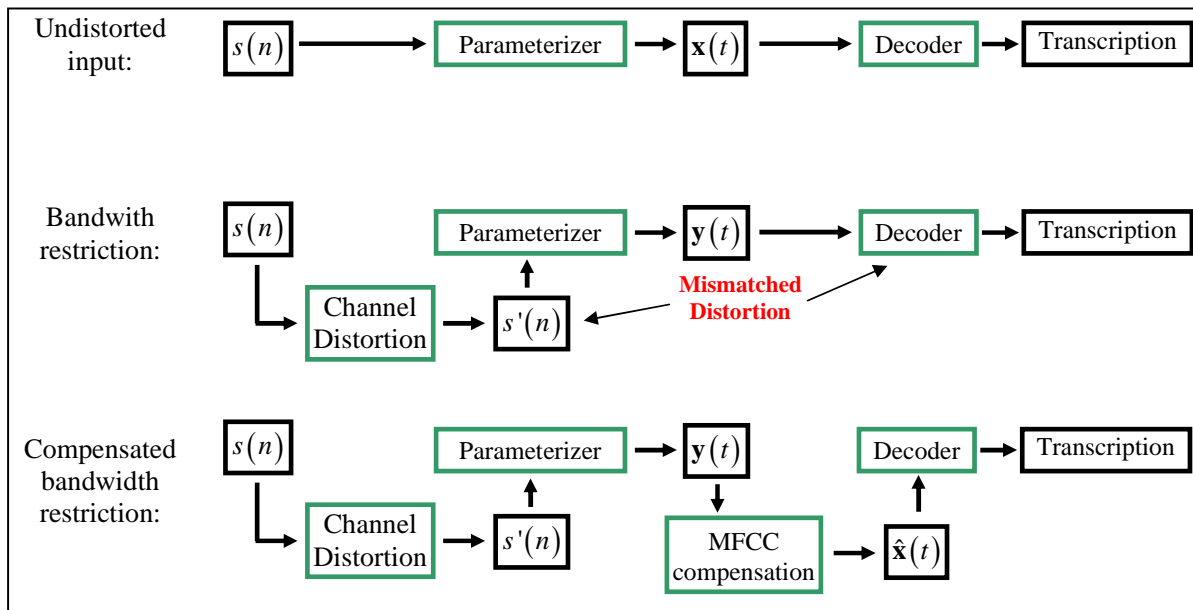 Undistorted
input:
s(n)
Parameterizer
x(t)
Decoder
Transcription
Bandwith
restriction:
s(n)
Parameterizer
y(t)
Decoder
Transcription
Mismatched
Distortion
Channel
Distortion
s'(n)
Compensated
bandwidth
restriction:
s(n)
Parameterizer
y(t)
Decoder
Transcription
Channel
Distortion
s'(n)
MFCC
compensation
x̂(t)